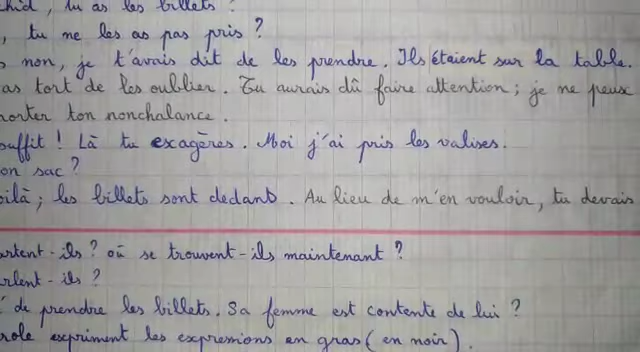 tu as les billets ?
, tu ne les as pas pris ?
non, je t'avais dit de les prendre. Ils étaient sur la table.
as tort de les oublier. Tu aurais dû faire attention ; je ne peux
porter ton nonchalance.
suffit ! Là tu exagères. Moi j'ai pris les valises.
on sac ?
oilà ; les billets sont dedans. Au lieu de m'en vouloir, tu devais
artent-ils ? où se trouvent-ils maintenant ?
arlent-ils ?
de prendre les billets. Sa femme est contente de lui ?
role expriment les expressions en gras (en noir).